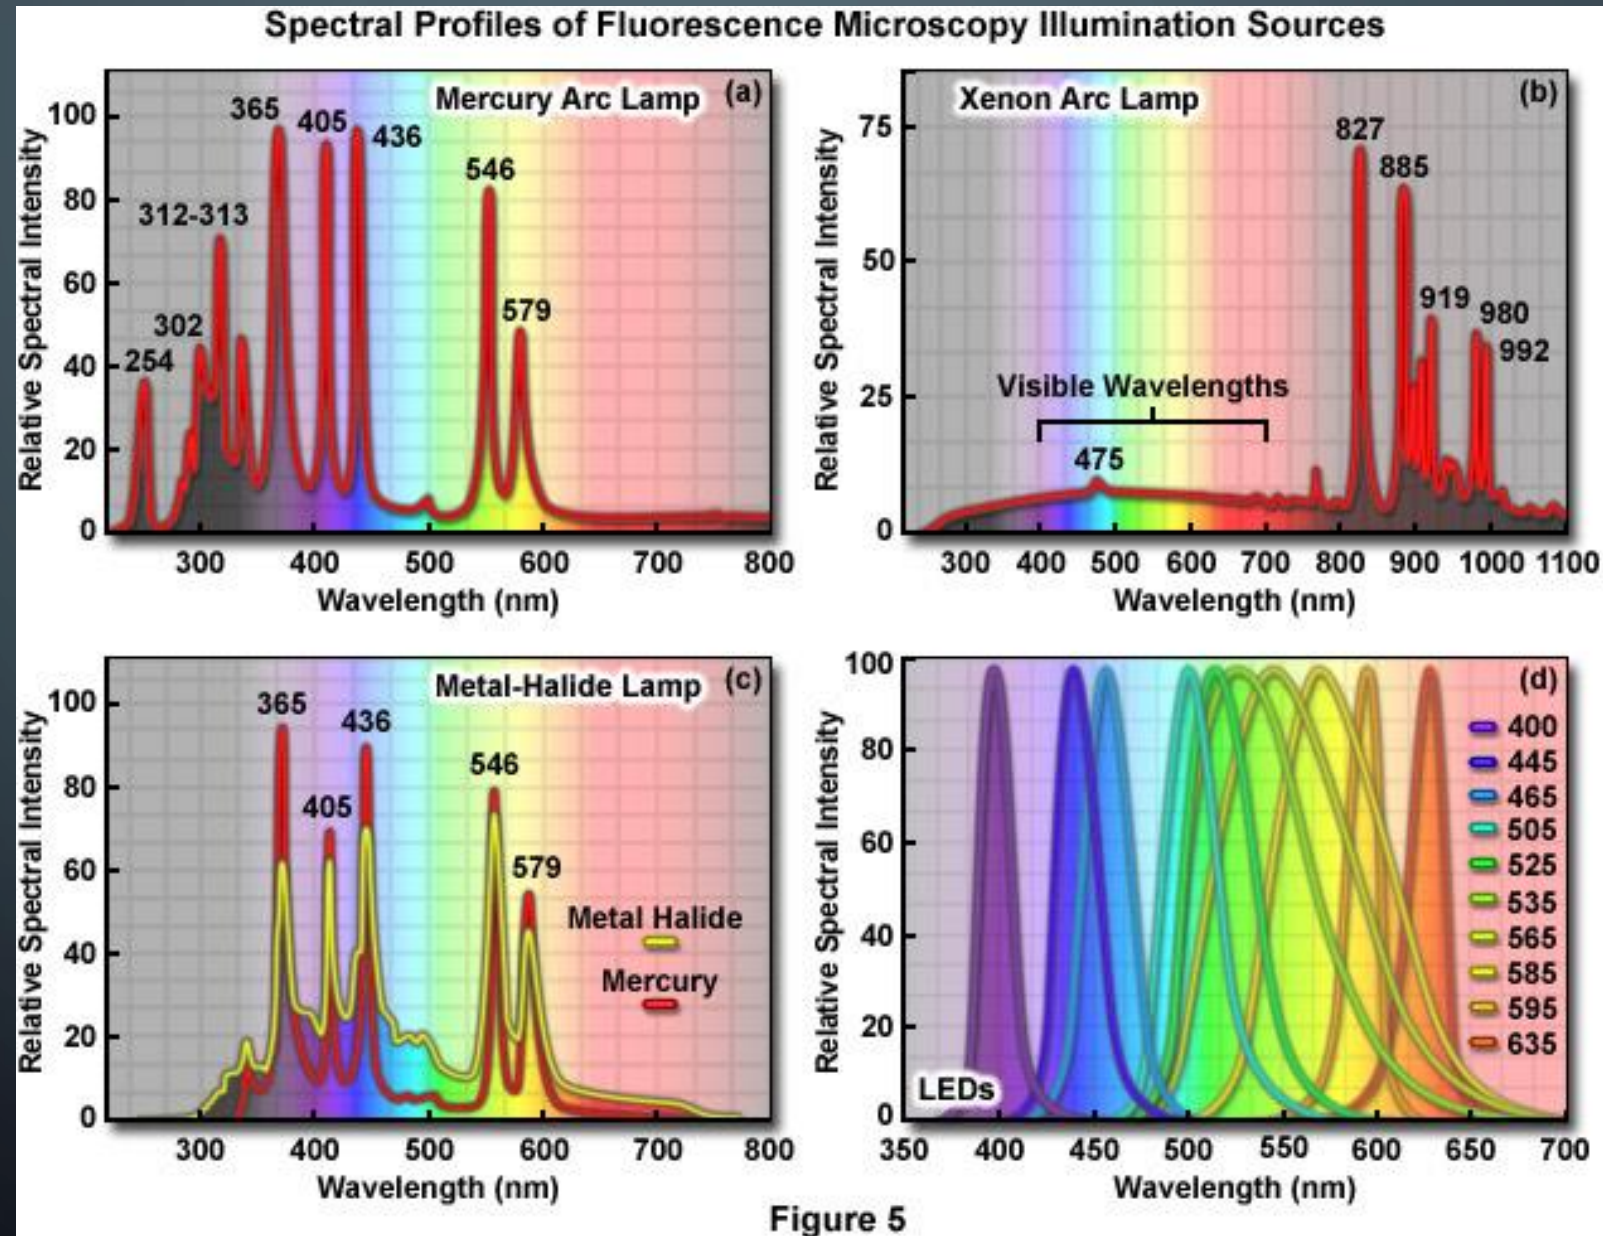 Spectral Profiles of Fluorescence Microscopy Illumination Sources
Mercury Arc Lamp (a)
Relative Spectral Intensity
100
80
60
40
20
0
254
302
312-313
365
405
436
546
579
300 400 500 600 700 800
Wavelength (nm)
Xenon Arc Lamp (b)
Relative Spectral Intensity
75
50
25
0
Visible Wavelengths
475
827
885
919
980
992
300 400 500 600 700 800 900 1000 1100
Wavelength (nm)
Metal-Halide Lamp (c)
Relative Spectral Intensity
100
80
60
40
20
0
365
405
436
546
579
Metal Halide
Mercury
300 400 500 600 700 800
Wavelength (nm)
(d)
Relative Spectral Intensity
100
80
60
40
20
0
400
445
465
505
525
535
565
585
595
635
LEDs
350 400 450 500 550 600 650 700
Wavelength (nm)
Figure 5